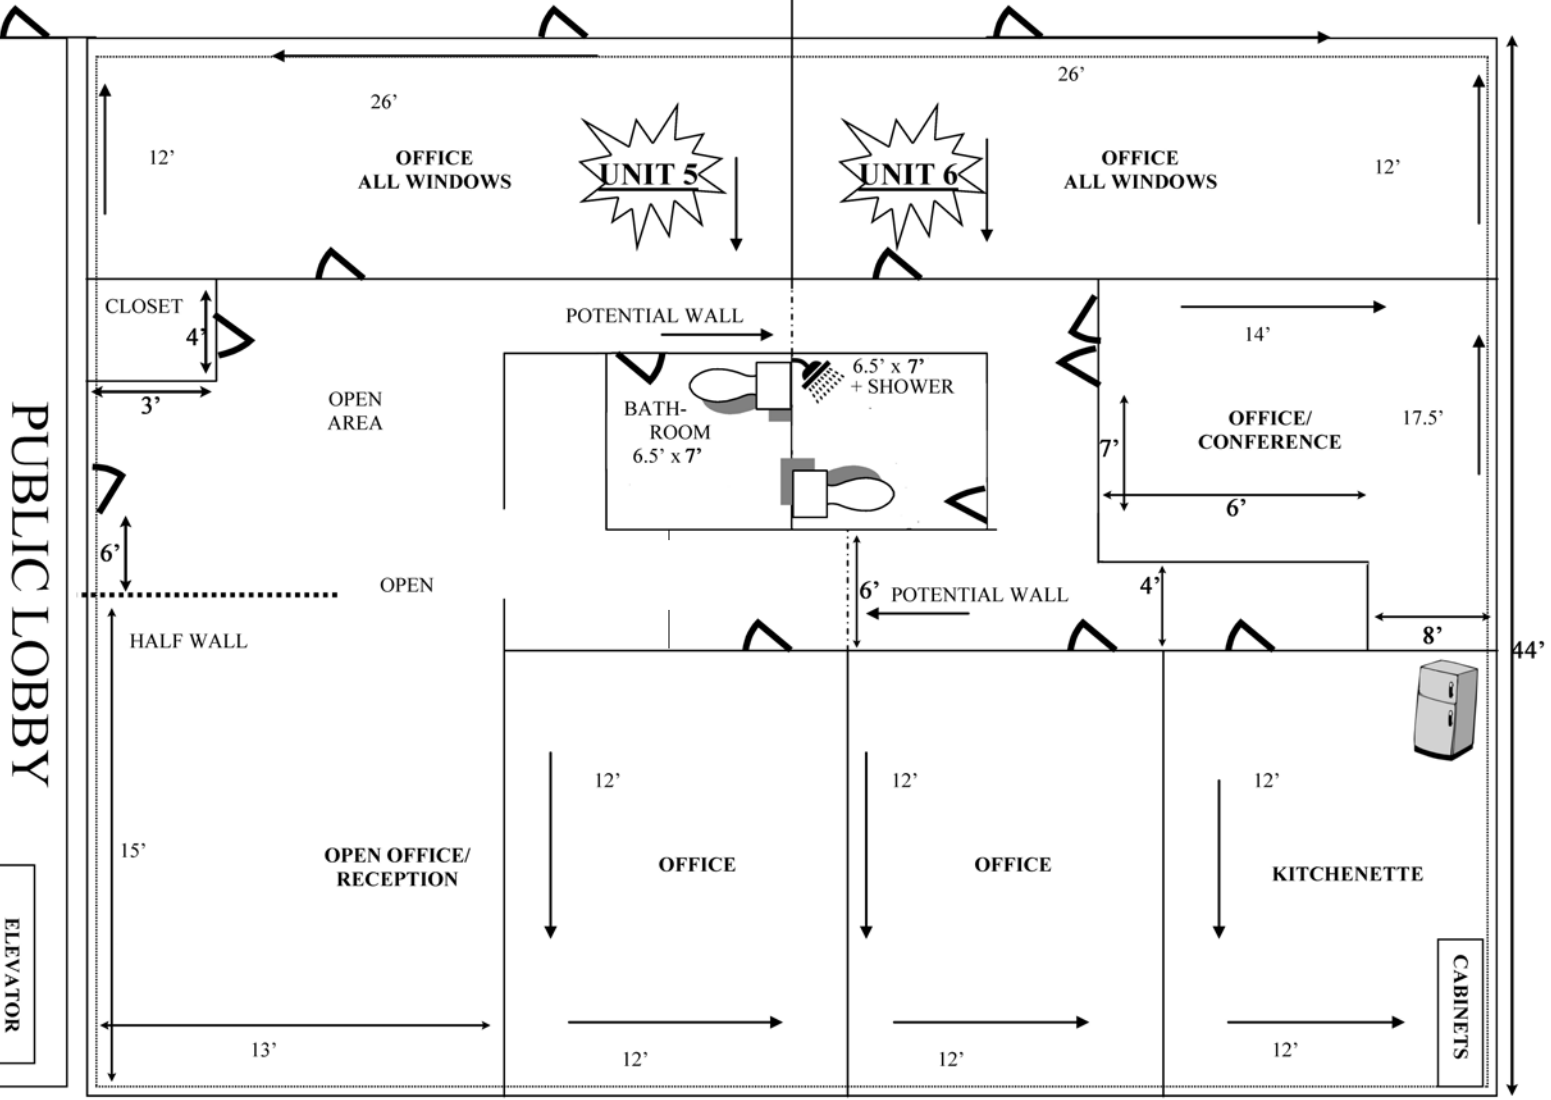 26’
26’
12’
OFFICE
ALL WINDOWS
UNIT 5
UNIT 6
OFFICE
ALL WINDOWS
12’
CLOSET
4’
3’
POTENTIAL WALL
14’
OPEN
AREA
BATH-
ROOM
6.5’ x 7’
6.5’ x 7’
+ SHOWER
OFFICE/
CONFERENCE
17.5’
7’
6’
PUBLIC LOBBY
6’
OPEN
HALF WALL
6’
POTENTIAL WALL
4’
8’
44’
15’
OPEN OFFICE/
RECEPTION
13’
12’
OFFICE
12’
12’
OFFICE
12’
12’
KITCHENETTE
12’
CABINETS
ELEVATOR